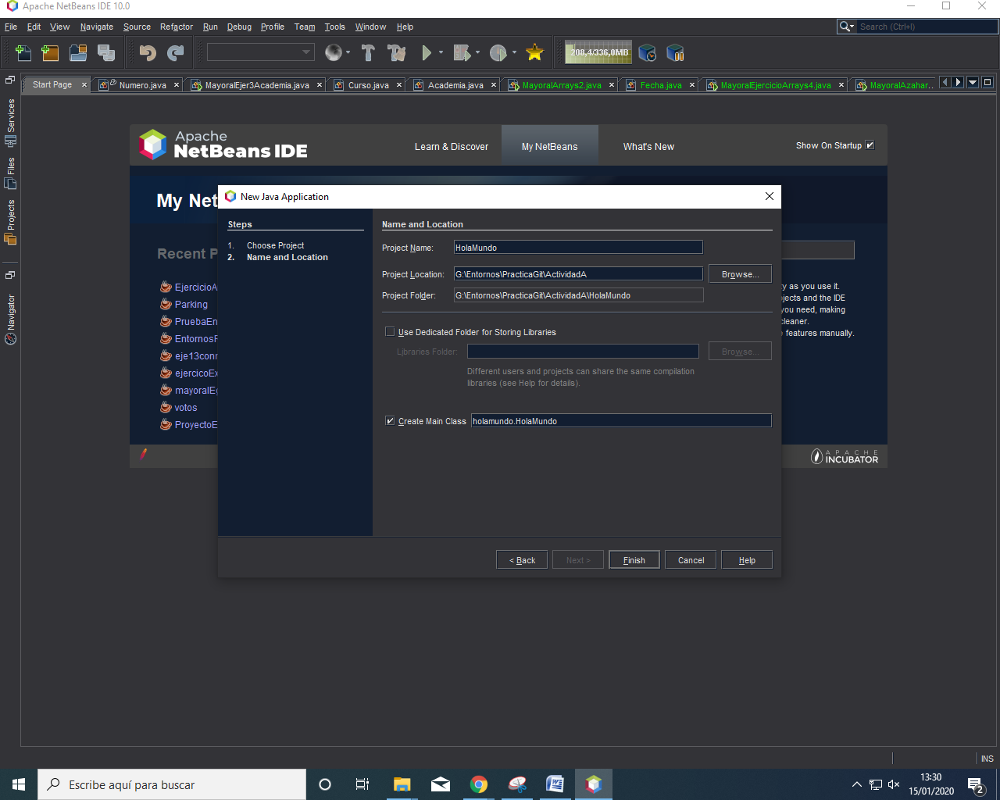 Apache NetBeans IDE 10.0
File Edit View Navigate Source Refactor Run Debug Profile Team Tools Window Help
Search (Ctrl+I)
208,4/336,0MB
Start Page
Numero.java
MayoralEjer3Academia.java
Curso.java
Academia.java
MayoralArrays2.java
Fecha.java
MayoralEjercicioArrays4.java
MayoralAzahar...
Services
Files
Projects
Navigator
Apache
NetBeans IDE
Learn & Discover
My NetBeans
What's New
Show On Startup
My Net
Recent P
EjercicioA
Parking
PruebaEn
EntornosF
eje13conn
ejercicoEx
mayoralEg
votos
ProyectoE
y as you use it.
jects and the IDE
you need, making
cleaner.
features manually.
APACHE
INCUBATOR
New Java Application
Steps
1. Choose Project
2. Name and Location
Name and Location
Project Name: HolaMundo
Project Location: G:\Entornos\PracticaGit\ActividadA Browse...
Project Folder: G:\Entornos\PracticaGit\ActividadA\HolaMundo
Use Dedicated Folder for Storing Libraries
Libraries Folder: Browse...
Different users and projects can share the same compilation
libraries (see Help for details).
Create Main Class holamundo.HolaMundo
< Back Next > Finish Cancel Help
INS
Escribe aquí para buscar
13:30
15/01/2020
2